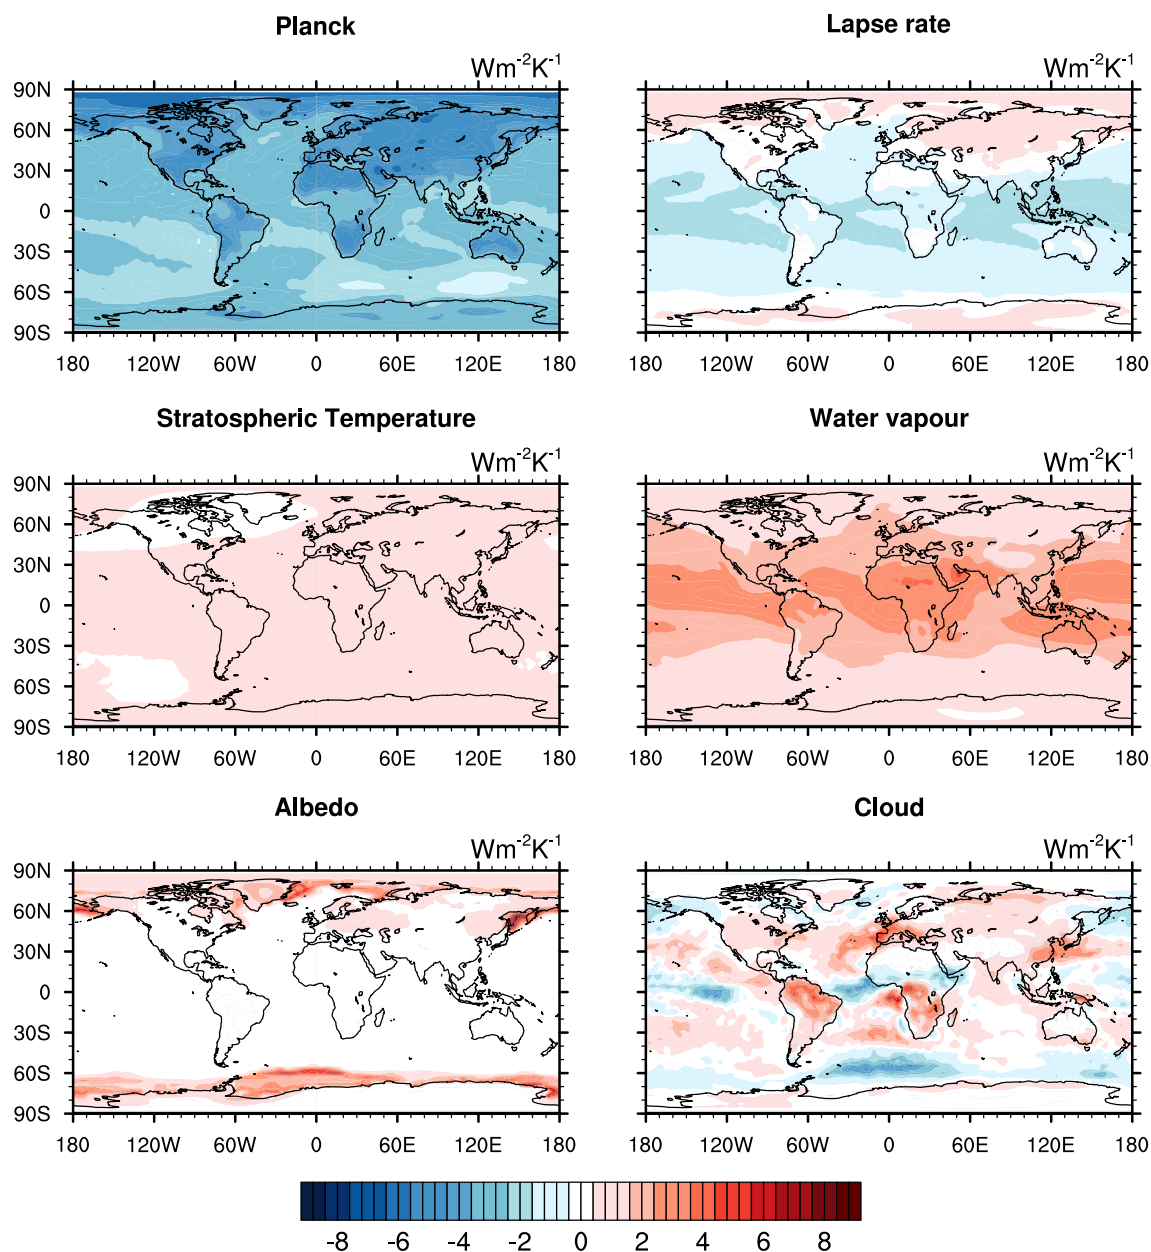 Planck
Lapse rate
Wm-2K-1
Wm-2K-1
90N
60N
30N
0
30S
60S
90S
180 120W 60W 0 60E 120E 180
90N
60N
30N
0
30S
60S
90S
180 120W 60W 0 60E 120E 180
Stratospheric Temperature
Water vapour
Wm-2K-1
Wm-2K-1
90N
60N
30N
0
30S
60S
90S
180 120W 60W 0 60E 120E 180
90N
60N
30N
0
30S
60S
90S
180 120W 60W 0 60E 120E 180
Albedo
Cloud
Wm-2K-1
Wm-2K-1
90N
60N
30N
0
30S
60S
90S
180 120W 60W 0 60E 120E 180
90N
60N
30N
0
30S
60S
90S
180 120W 60W 0 60E 120E 180
-8 -6 -4 -2 0 2 4 6 8